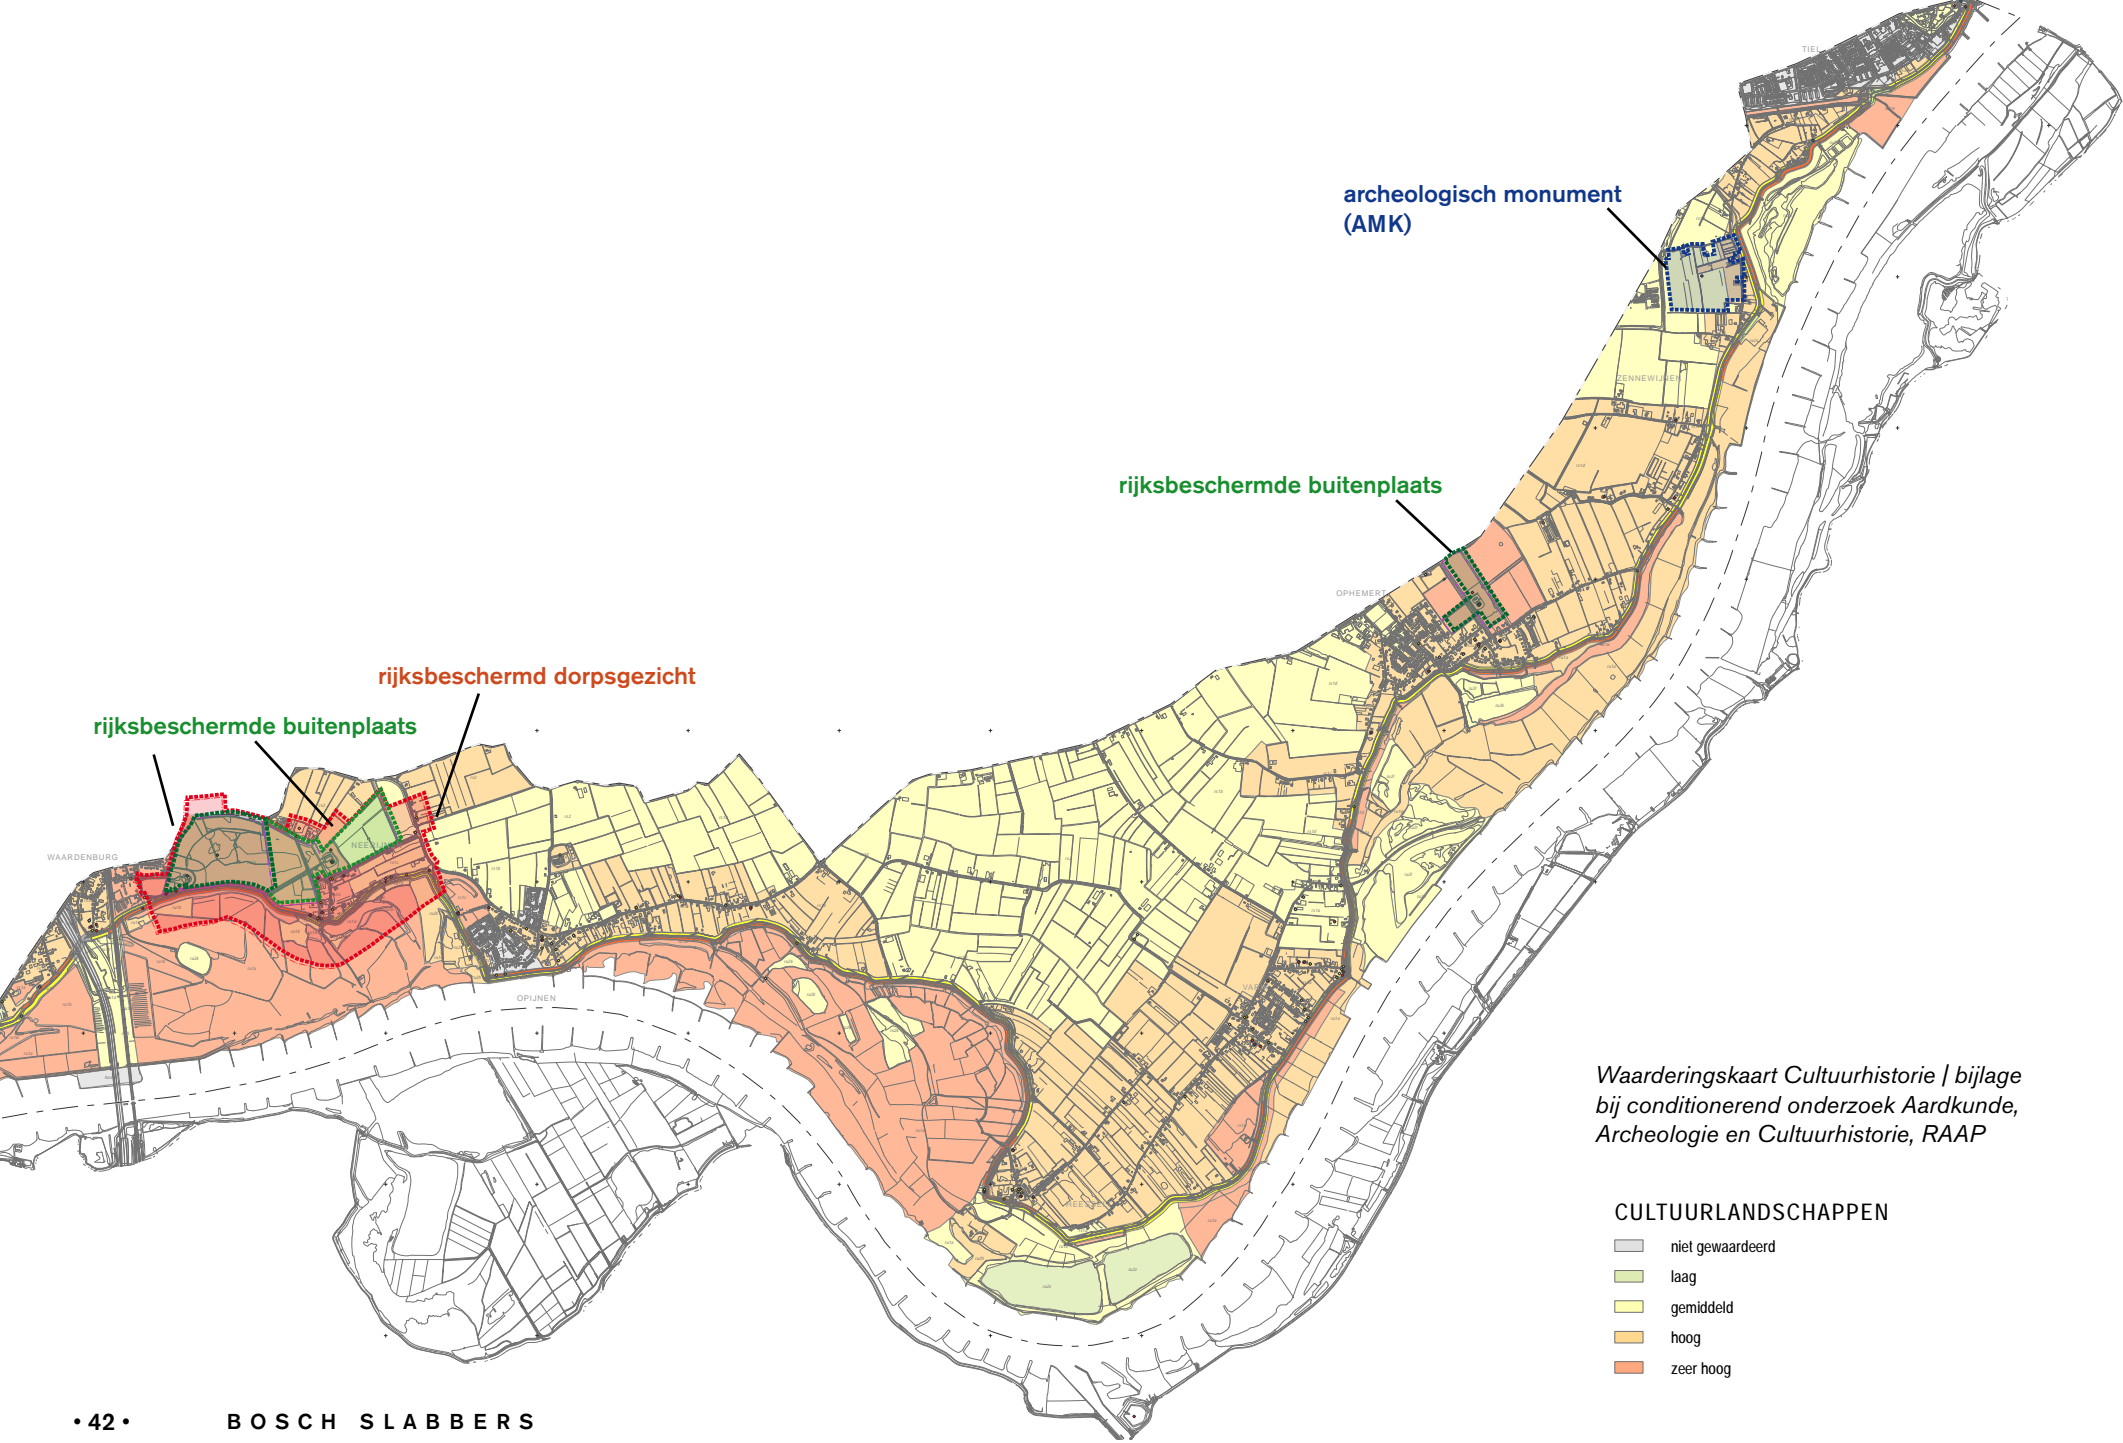 TIEL
archeologisch monument
(AMK)
ZENNEWIJNEN
rijksbeschermde buitenplaats
OPHEMERT
rijksbeschermd dorpsgezicht
rijksbeschermde buitenplaats
WAARDENBURG
OPIJNEN
Waarderingskaart Cultuurhistorie | bijlage
bij conditionerend onderzoek Aardkunde,
Archeologie en Cultuurhistorie, RAAP
CULTUURLANDSCHAPPEN
niet gewaardeerd
laag
gemiddeld
hoog
zeer hoog
• 42 • BOSCH SLABBERS